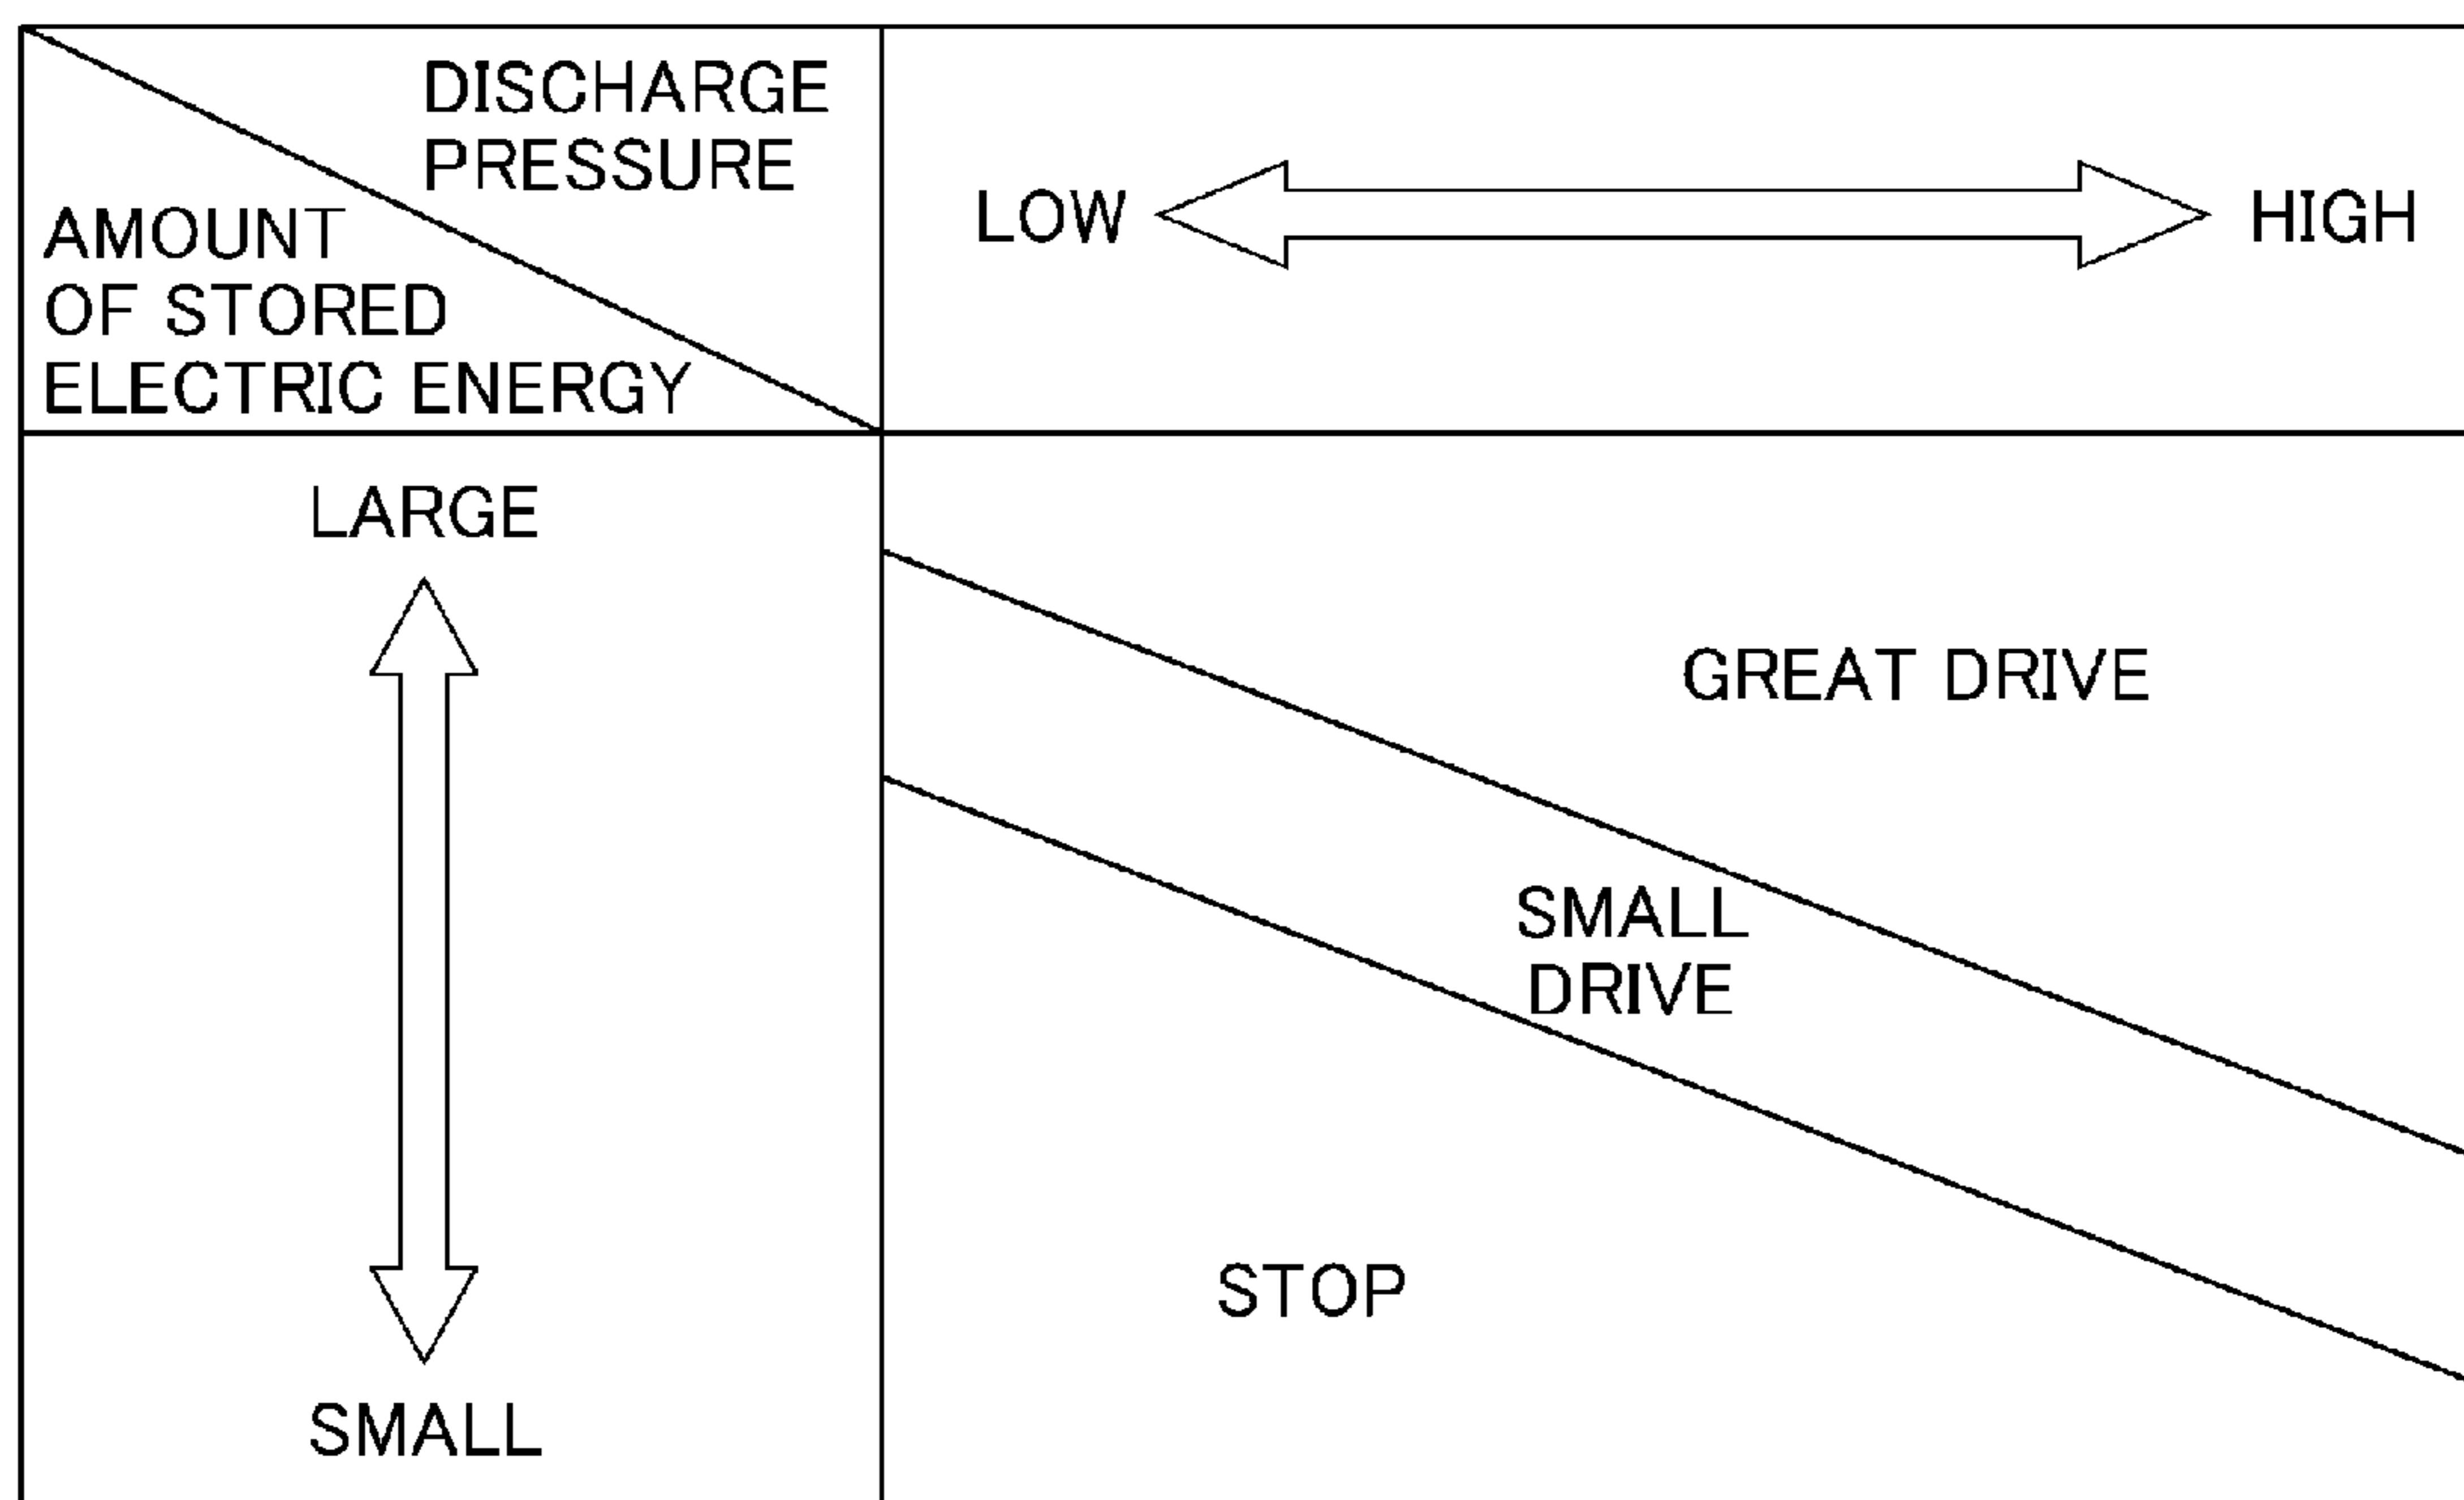 DISCHARGE
PRESSURE
AMOUNT
OF STORED
ELECTRIC ENERGY
LOW
HIGH
LARGE
SMALL
GREAT DRIVE
SMALL
DRIVE
STOP